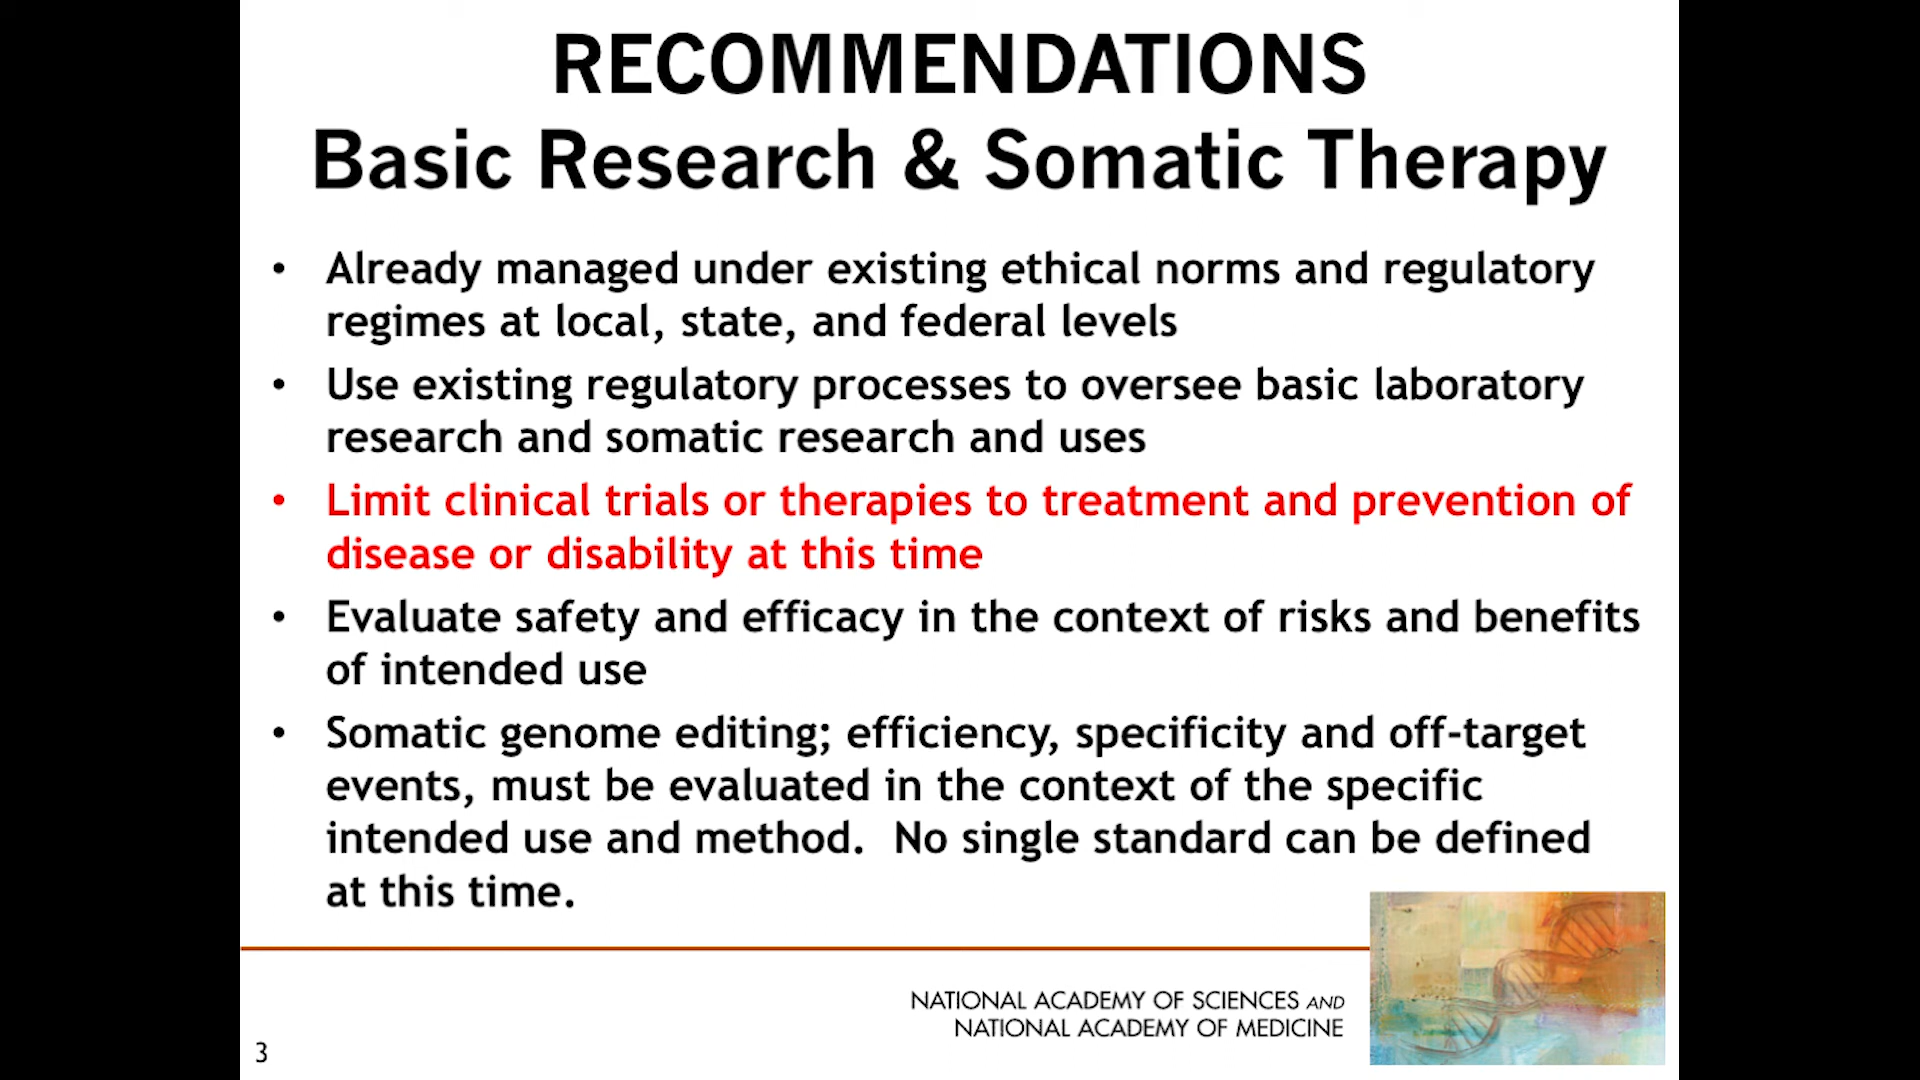 RECOMMENDATIONS
Basic Research & Somatic Therapy
• Already managed under existing ethical norms and regulatory
regimes at local, state, and federal levels
• Use existing regulatory processes to oversee basic laboratory
research and somatic research and uses
• Limit clinical trials or therapies to treatment and prevention of
disease or disability at this time
• Evaluate safety and efficacy in the context of risks and benefits
of intended use
• Somatic genome editing; efficiency, specificity and off-target
events, must be evaluated in the context of the specific
intended use and method.  No single standard can be defined
at this time.
NATIONAL ACADEMY OF SCIENCES AND
NATIONAL ACADEMY OF MEDICINE
3